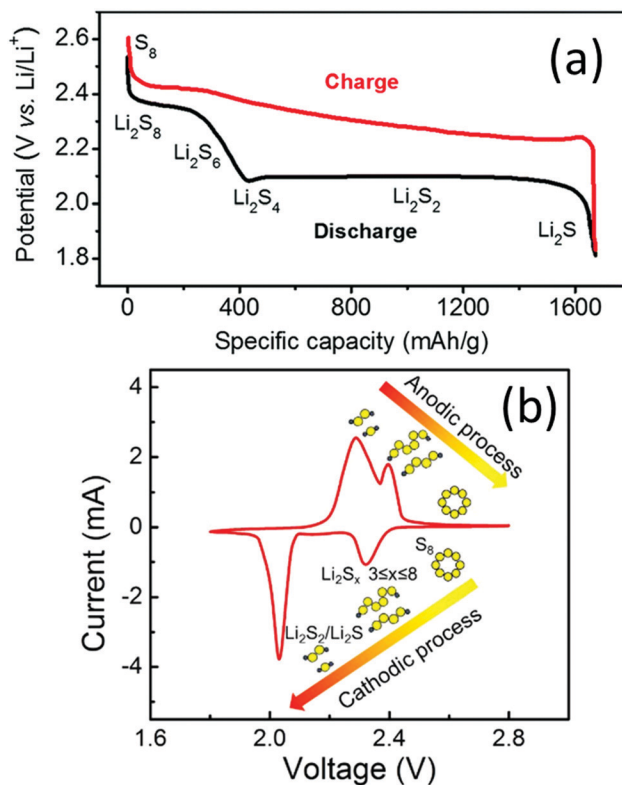 (a)
Potential (V vs. Li/Li⁺)
2.6
2.4
2.2
2.0
1.8
S₈
Charge
Li₂S₈
Li₂S₆
Li₂S₄
Li₂S₂
Li₂S
Discharge
0 400 800 1200 1600
Specific capacity (mAh/g)
(b)
Current (mA)
4
2
0
-2
-4
Anodic process
S₈
Li₂Sₓ 3≤x≤8
Li₂S₂/Li₂S
Cathodic process
1.6 2.0 2.4 2.8
Voltage (V)